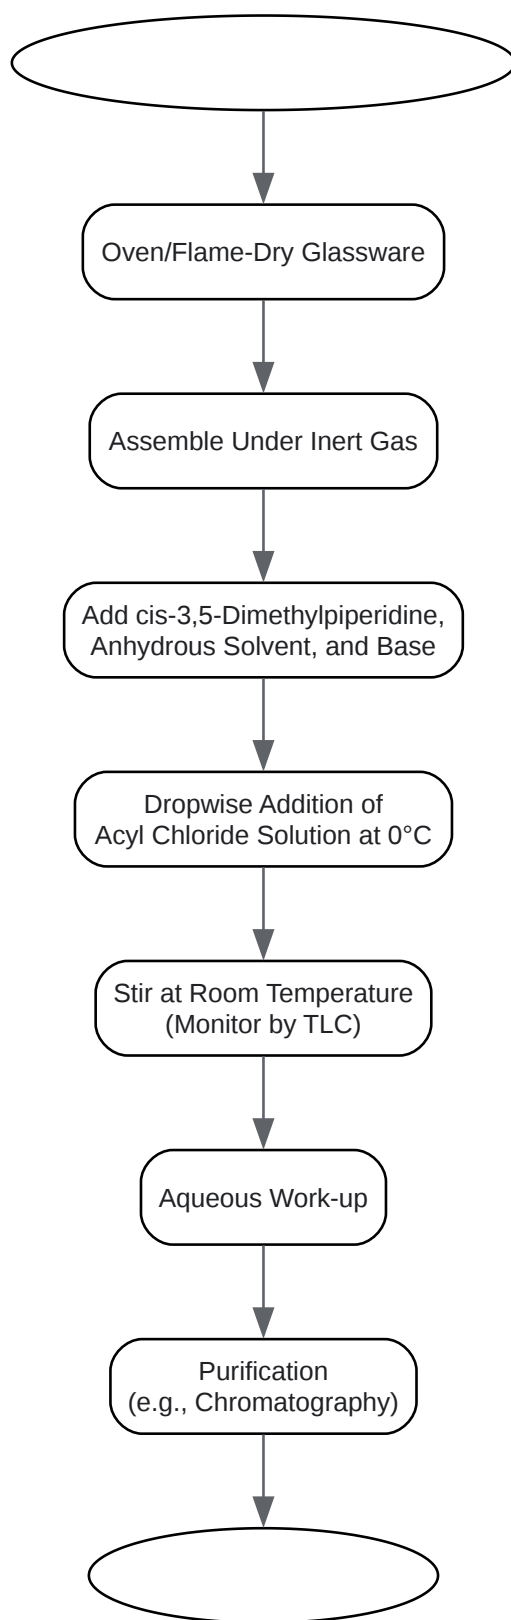 Oven/Flame-Dry Glassware
Assemble Under Inert Gas
Add cis-3,5-Dimethylpiperidine,
Anhydrous Solvent, and Base
Dropwise Addition of
Acyl Chloride Solution at 0°C
Stir at Room Temperature
(Monitor by TLC)
Aqueous Work-up
Purification
(e.g., Chromatography)